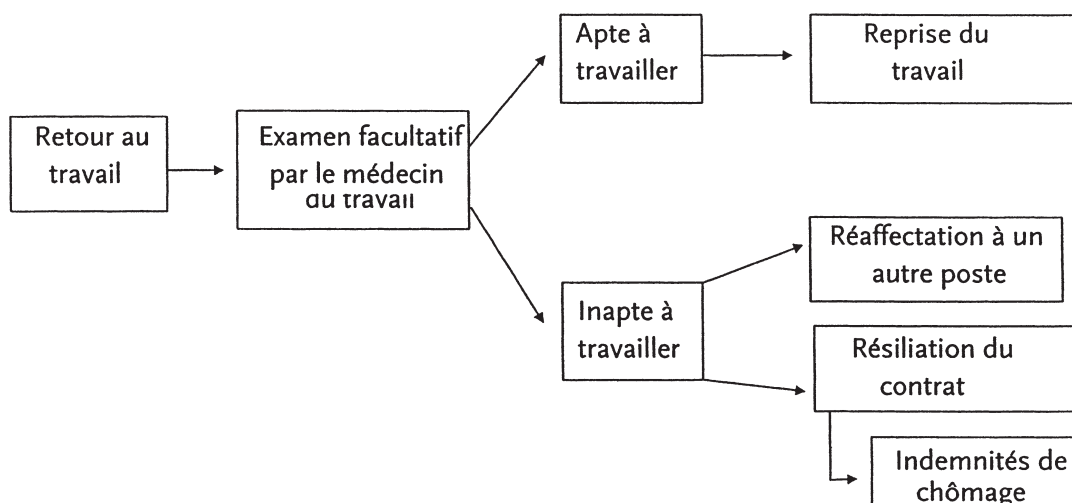 Retour au
travail
Examen facultatif
par le médecin
du travail
Apte à
travailler
Reprise du
travail
Inapte à
travailler
Réaffectation à un
autre poste
Résiliation du
contrat
Indemnités de
chômage